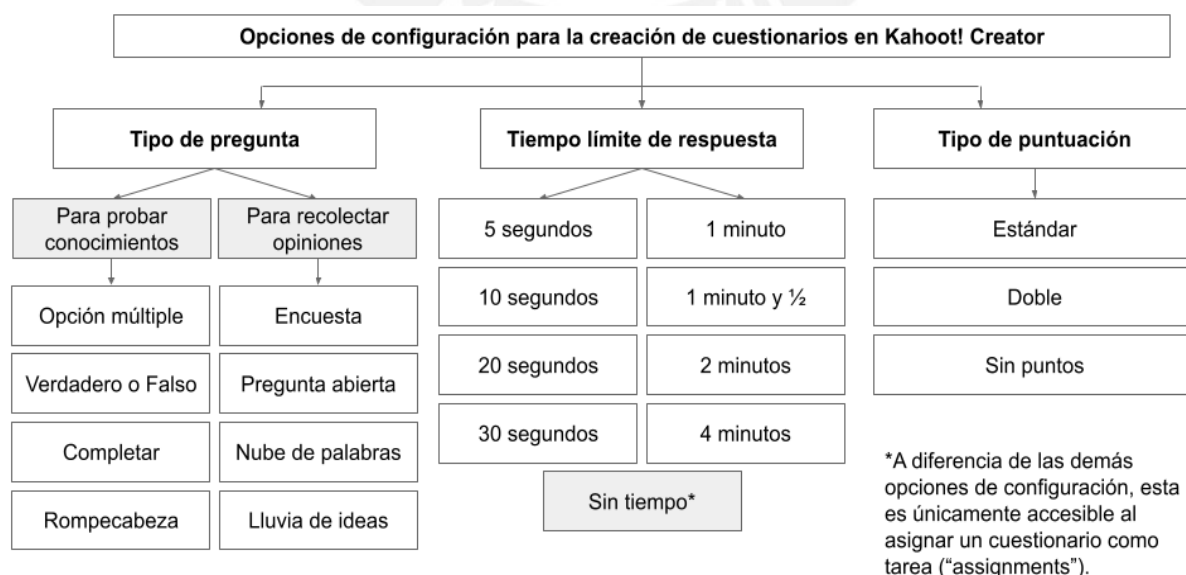 Opciones de configuración para la creación de cuestionarios en Kahoot! Creator
Tipo de pregunta
Tiempo límite de respuesta
Tipo de puntuación
Para probar
conocimientos
Para recolectar
opiniones
Opción múltiple
Encuesta
Verdadero o Falso
Pregunta abierta
Completar
Nube de palabras
Rompecabeza
Lluvia de ideas
5 segundos
1 minuto
10 segundos
1 minuto y ½
20 segundos
2 minutos
30 segundos
4 minutos
Sin tiempo*
Estándar
Doble
Sin puntos
*A diferencia de las demás
opciones de configuración, esta
es únicamente accesible al
asignar un cuestionario como
tarea (“assignments”).